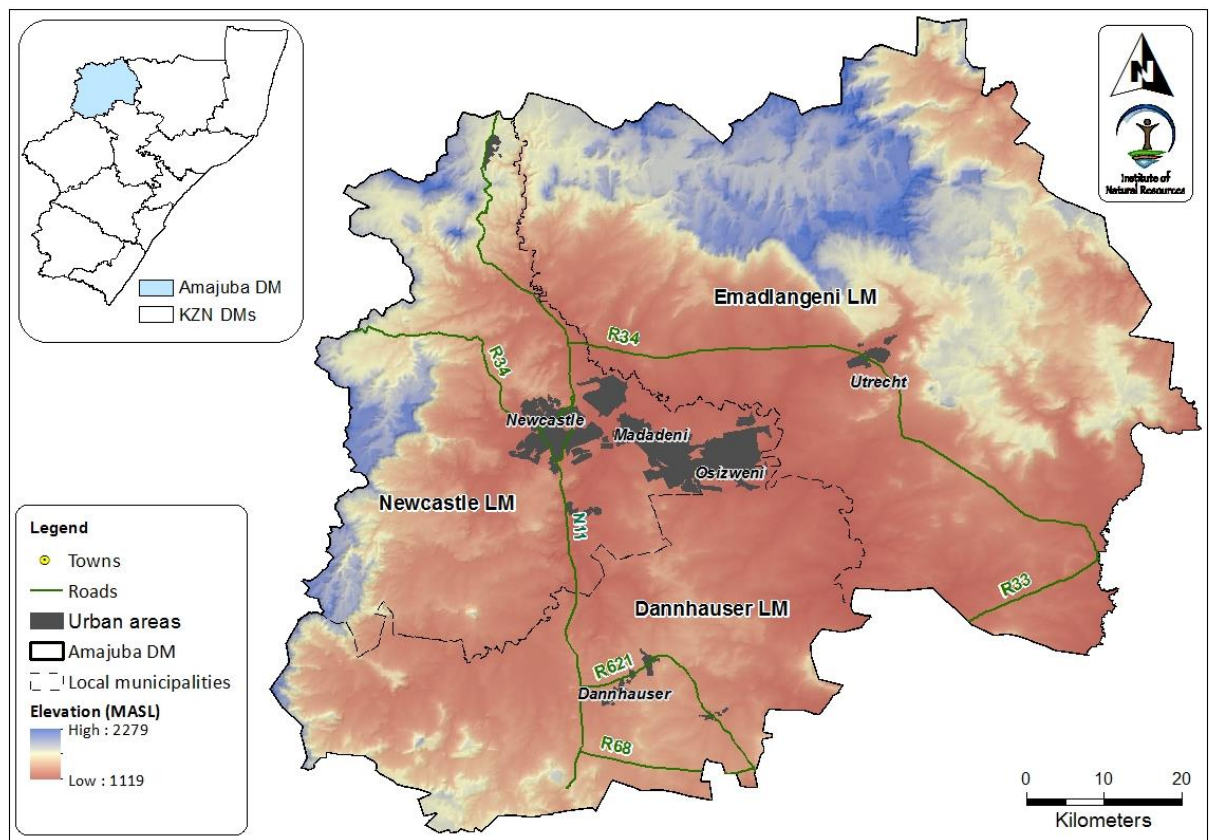 Amajuba DM
KZN DMs
N
Institute of
Natural Resources
Emadlangeni LM
R34
R34
Utrecht
Newcastle
Madadeni
Osizweni
Newcastle LM
N11
Dannhauser LM
R33
R621
Dannhauser
R68
Legend
Towns
Roads
Urban areas
Amajuba DM
Local municipalities
Elevation (MASL)
High : 2279
Low : 1119
0 10 20
Kilometers